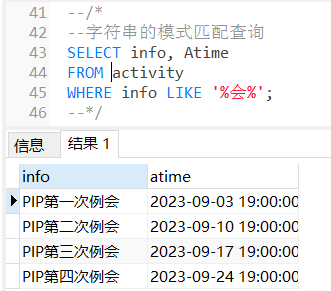 41 --/*
42 --字符串的模式匹配查询
43 SELECT info, Atime
44 FROM activity
45 WHERE info LIKE '%会%';
46 --*/
信息 结果 1
info atime
PIP第一次例会 2023-09-03 19:00:00
PIP第二次例会 2023-09-10 19:00:00
PIP第三次例会 2023-09-17 19:00:00
PIP第四次例会 2023-09-24 19:00:00